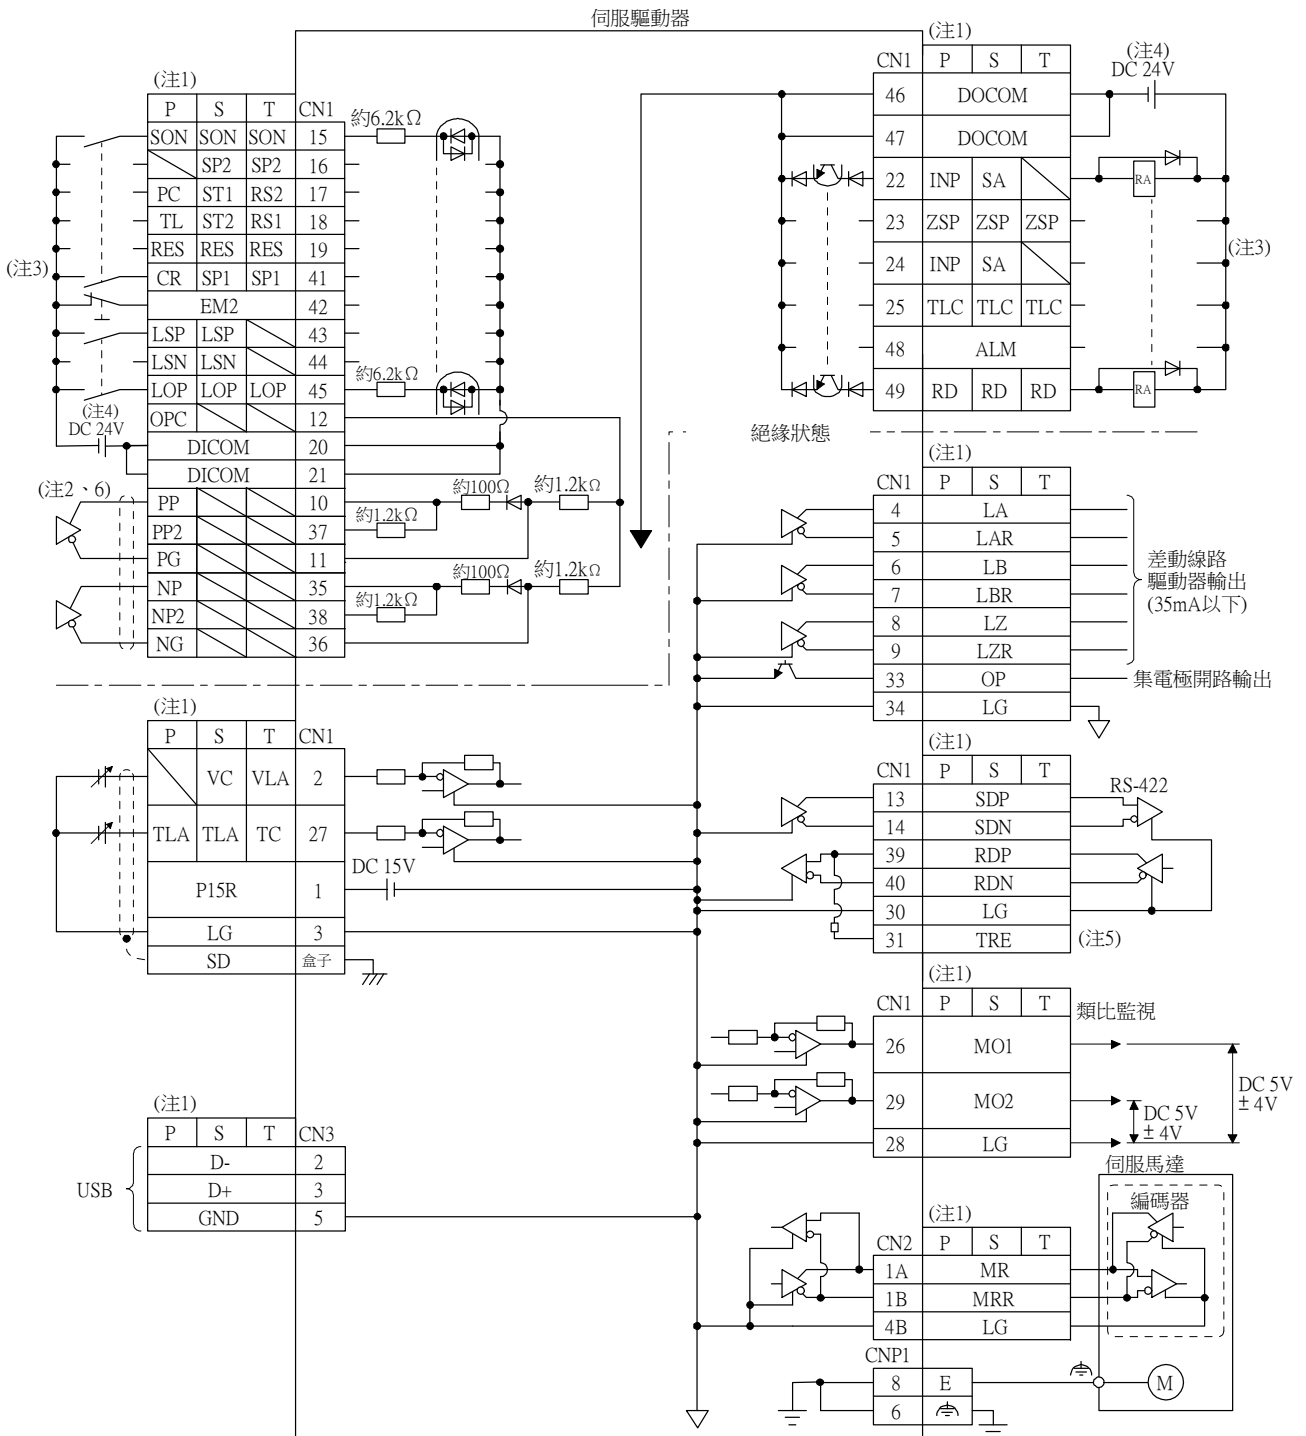 伺服驅動器
(注1)
P S T CN1
SON SON SON 15 約6.2kΩ
SP2 SP2 16
PC ST1 RS2 17
TL ST2 RS1 18
RES RES RES 19
(注3)
CR SP1 SP1 41
EM2 42
LSP LSP 43
LSN LSN 44
LOP LOP LOP 45 約6.2kΩ
(注4)
DC 24V
OPC 12
DICOM 20
DICOM 21
(注2、6)
PP 10 約100Ω 約1.2kΩ
PP2 37 約1.2kΩ
PG 11
NP 35 約100Ω 約1.2kΩ
NP2 38 約1.2kΩ
NG 36
(注1)
P S T CN1
VC VLA 2
TLA TLA TC 27
P15R 1 DC 15V
LG 3
SD 盒子
(注1)
P S T CN3
D- 2
USB D+ 3
GND 5
(注1)
CN1 P S T
(注4)
DC 24V
46 DOCOM
47 DOCOM
22 INP SA RA
23 ZSP ZSP ZSP
(注3)
24 INP SA
25 TLC TLC TLC
48 ALM
49 RD RD RD RA
絕緣狀態
(注1)
CN1 P S T
4 LA
5 LAR
6 LB
7 LBR
8 LZ
9 LZR
差動線路
驅動器輸出
(35mA以下)
33 OP 集電極開路輸出
34 LG
(注1)
CN1 P S T
RS-422
13 SDP
14 SDN
39 RDP
40 RDN
30 LG
31 TRE (注5)
(注1)
CN1 P S T
類比監視
26 MO1
29 MO2
28 LG
DC 5V
± 4V
DC 5V
± 4V
伺服馬達
編碼器
(注1)
CN2 P S T
1A MR
1B MRR
4B LG
CNP1
8 E
6
M